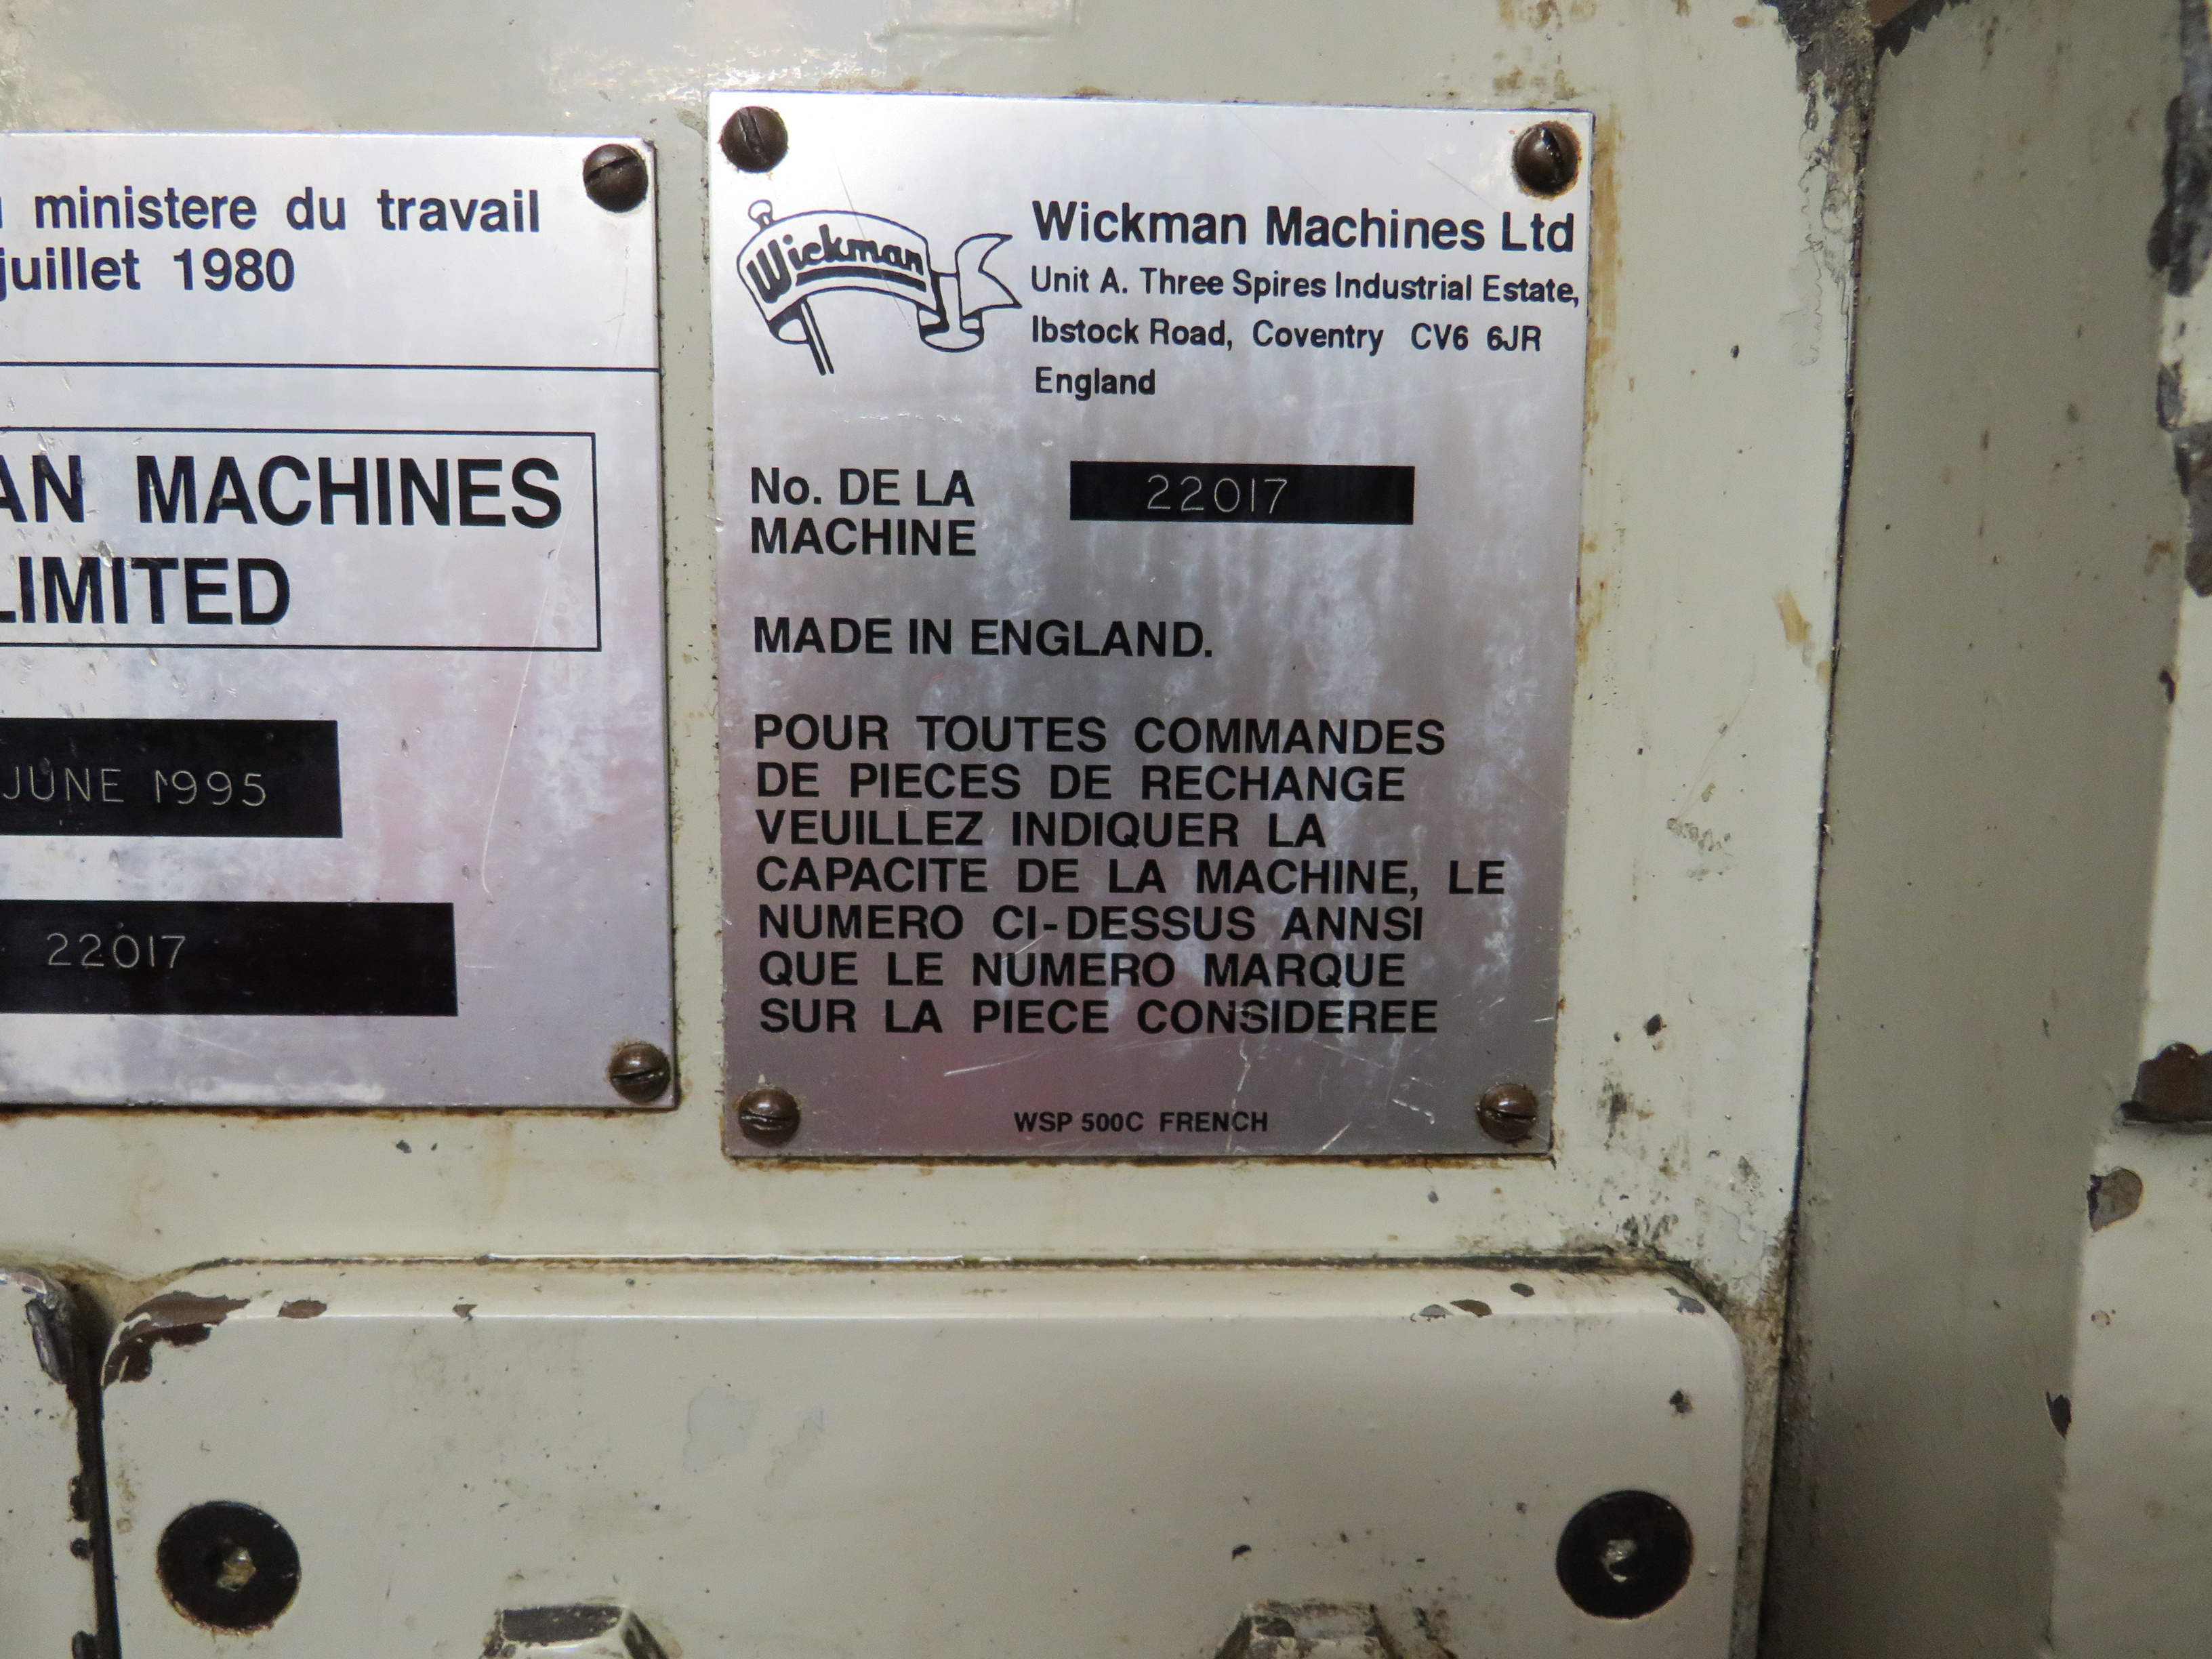 ministere du travail
juillet 1980
MACHINES
LIMITED
JUNE 1995
22017
Wickman
Wickman Machines Ltd
Unit A. Three Spires Industrial Estate,
Ibstock Road, Coventry CV6 6JR
England
No. DE LA
MACHINE
22017
MADE IN ENGLAND.
POUR TOUTES COMMANDES
DE PIECES DE RECHANGE
VEUILLEZ INDIQUER LA
CAPACITE DE LA MACHINE, LE
NUMERO CI-DESSUS ANNSI
QUE LE NUMERO MARQUE
SUR LA PIECE CONSIDEREE
WSP 500C FRENCH